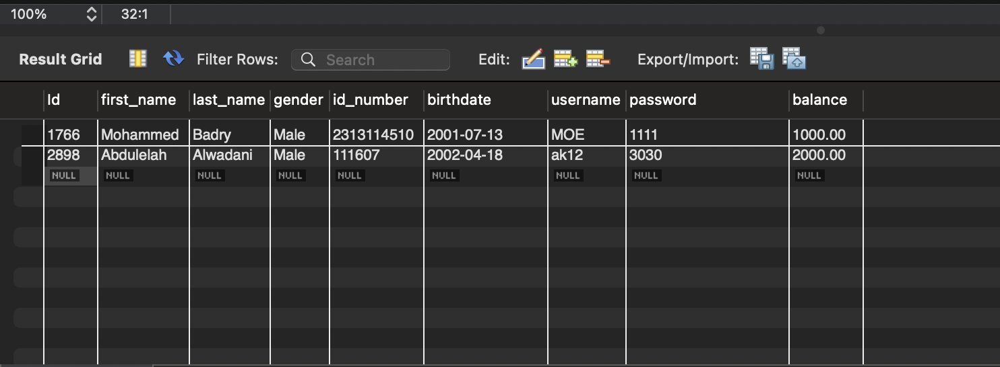 100% 32:1
Result Grid Filter Rows: Search Edit: Export/Import:
Id first_name last_name gender id_number birthdate username password balance
1766 Mohammed Badry Male 2313114510 2001-07-13 MOE 1111 1000.00
2898 Abdulelah Alwadani Male 111607 2002-04-18 ak12 3030 2000.00
NULL NULL NULL NULL NULL NULL NULL NULL NULL